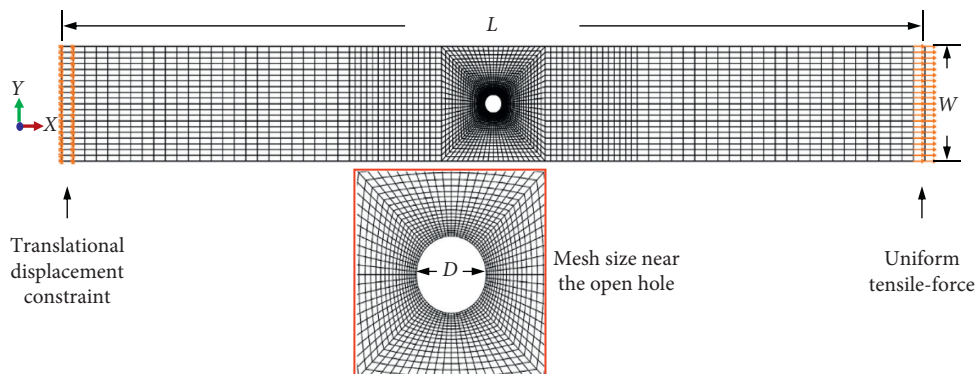 L
Y
X
W
Translational
displacement
constraint
D
Mesh size near
the open hole
Uniform
tensile-force